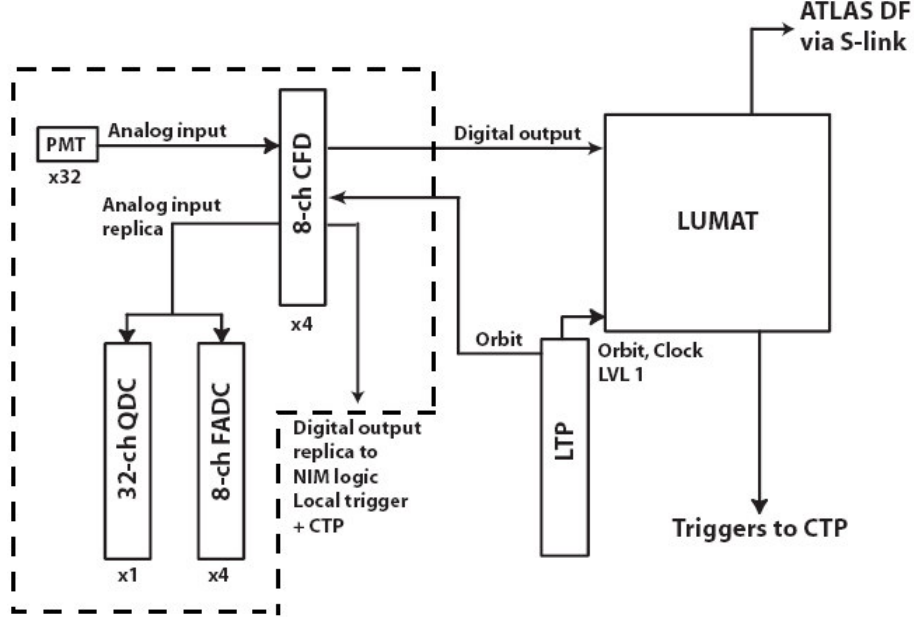 ATLAS DF
via S-link
PMT
x32
Analog input
8-ch CFD
x4
Digital output
LUMAT
Analog input
replica
Orbit
Orbit, Clock
LVL 1
LTP
32-ch QDC
x1
8-ch FADC
x4
Digital output
replica to
NIM logic
Local trigger
+ CTP
Triggers to CTP